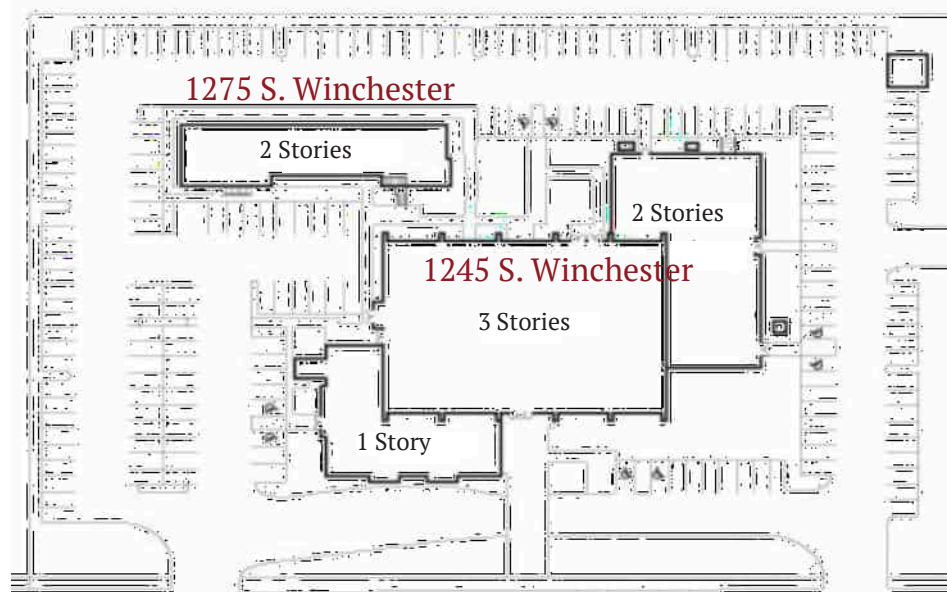 1275 S. Winchester
2 Stories
2 Stories
1245 S. Winchester
3 Stories
1 Story